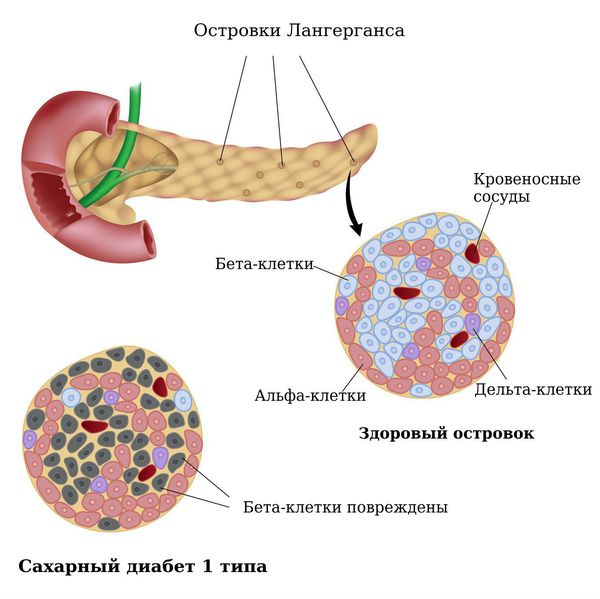 Островки Лангерганса
Кровеносные
сосуды
Бета-клетки
Альфа-клетки
Дельта-клетки
Здоровый островок
Бета-клетки повреждены
Сахарный диабет 1 типа